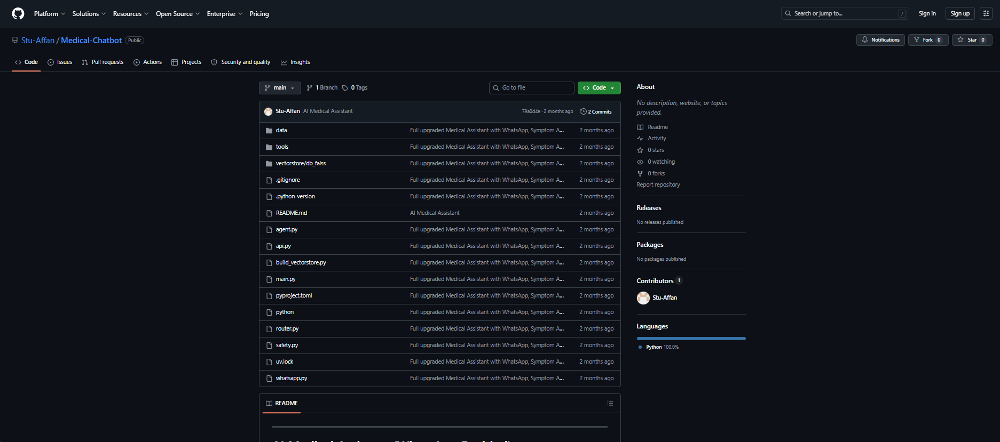 Platform Solutions Resources Open Source Enterprise Pricing Search or jump to... / Sign in Sign up
Stu-Affan / Medical-Chatbot Public Notifications Fork 0 Star 0
Code Issues Pull requests Actions Projects Security and quality Insights
main 1 Branch 0 Tags Go to file Code
Stu-Affan AI Medical Assistant 79a0d4e · 2 months ago 2 Commits
data Full upgraded Medical Assistant with WhatsApp, Symptom A... 2 months ago
tools Full upgraded Medical Assistant with WhatsApp, Symptom A... 2 months ago
vectorstore/db_faiss Full upgraded Medical Assistant with WhatsApp, Symptom A... 2 months ago
.gitignore Full upgraded Medical Assistant with WhatsApp, Symptom A... 2 months ago
.python-version Full upgraded Medical Assistant with WhatsApp, Symptom A... 2 months ago
README.md AI Medical Assistant 2 months ago
agent.py Full upgraded Medical Assistant with WhatsApp, Symptom A... 2 months ago
api.py Full upgraded Medical Assistant with WhatsApp, Symptom A... 2 months ago
build_vectorstore.py Full upgraded Medical Assistant with WhatsApp, Symptom A... 2 months ago
main.py Full upgraded Medical Assistant with WhatsApp, Symptom A... 2 months ago
pyproject.toml Full upgraded Medical Assistant with WhatsApp, Symptom A... 2 months ago
python Full upgraded Medical Assistant with WhatsApp, Symptom A... 2 months ago
router.py Full upgraded Medical Assistant with WhatsApp, Symptom A... 2 months ago
safety.py Full upgraded Medical Assistant with WhatsApp, Symptom A... 2 months ago
uv.lock Full upgraded Medical Assistant with WhatsApp, Symptom A... 2 months ago
whatsapp.py Full upgraded Medical Assistant with WhatsApp, Symptom A... 2 months ago
README
About
No description, website, or topics
provided.
Readme
Activity
0 stars
0 watching
0 forks
Report repository
Releases
No releases published
Packages
No packages published
Contributors 1
Stu-Affan
Languages
Python 100.0%